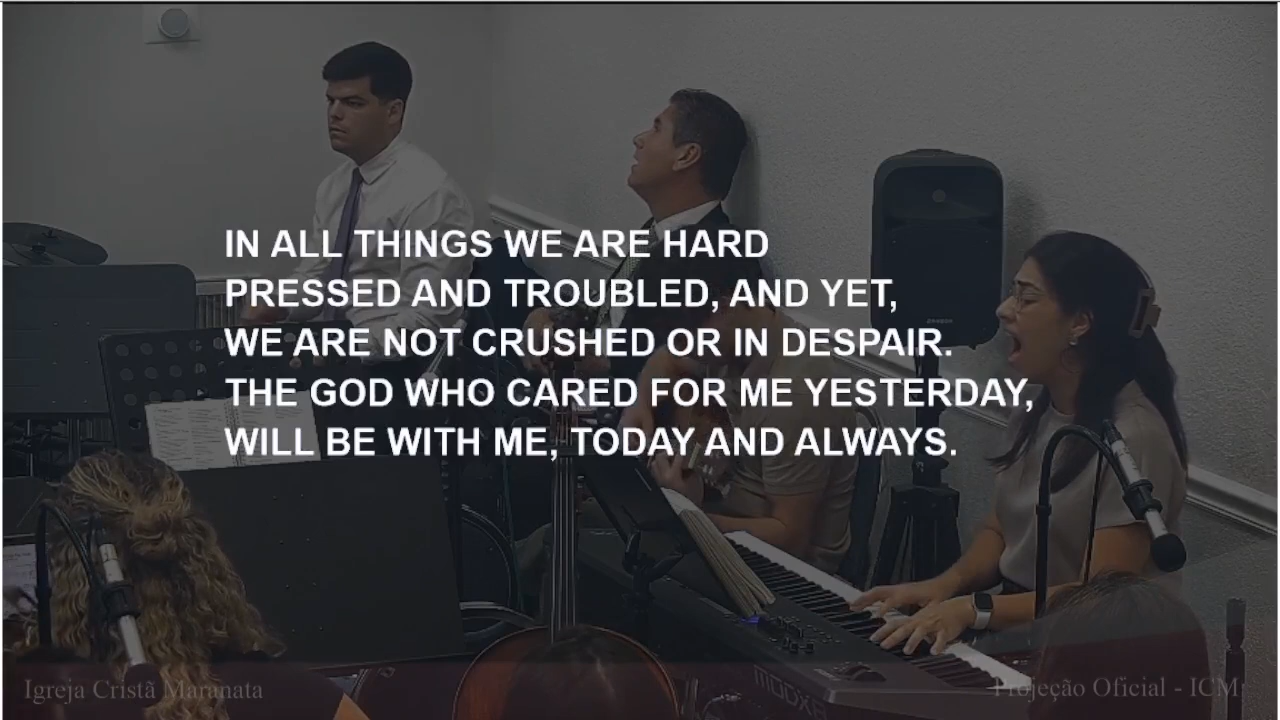 IN ALL THINGS WE ARE HARD
PRESSED AND TROUBLED, AND YET,
WE ARE NOT CRUSHED OR IN DESPAIR.
THE GOD WHO CARED FOR ME YESTERDAY,
WILL BE WITH ME, TODAY AND ALWAYS.
MODX8
Igreja Cristã Maranata
Projeção Oficial - ICM